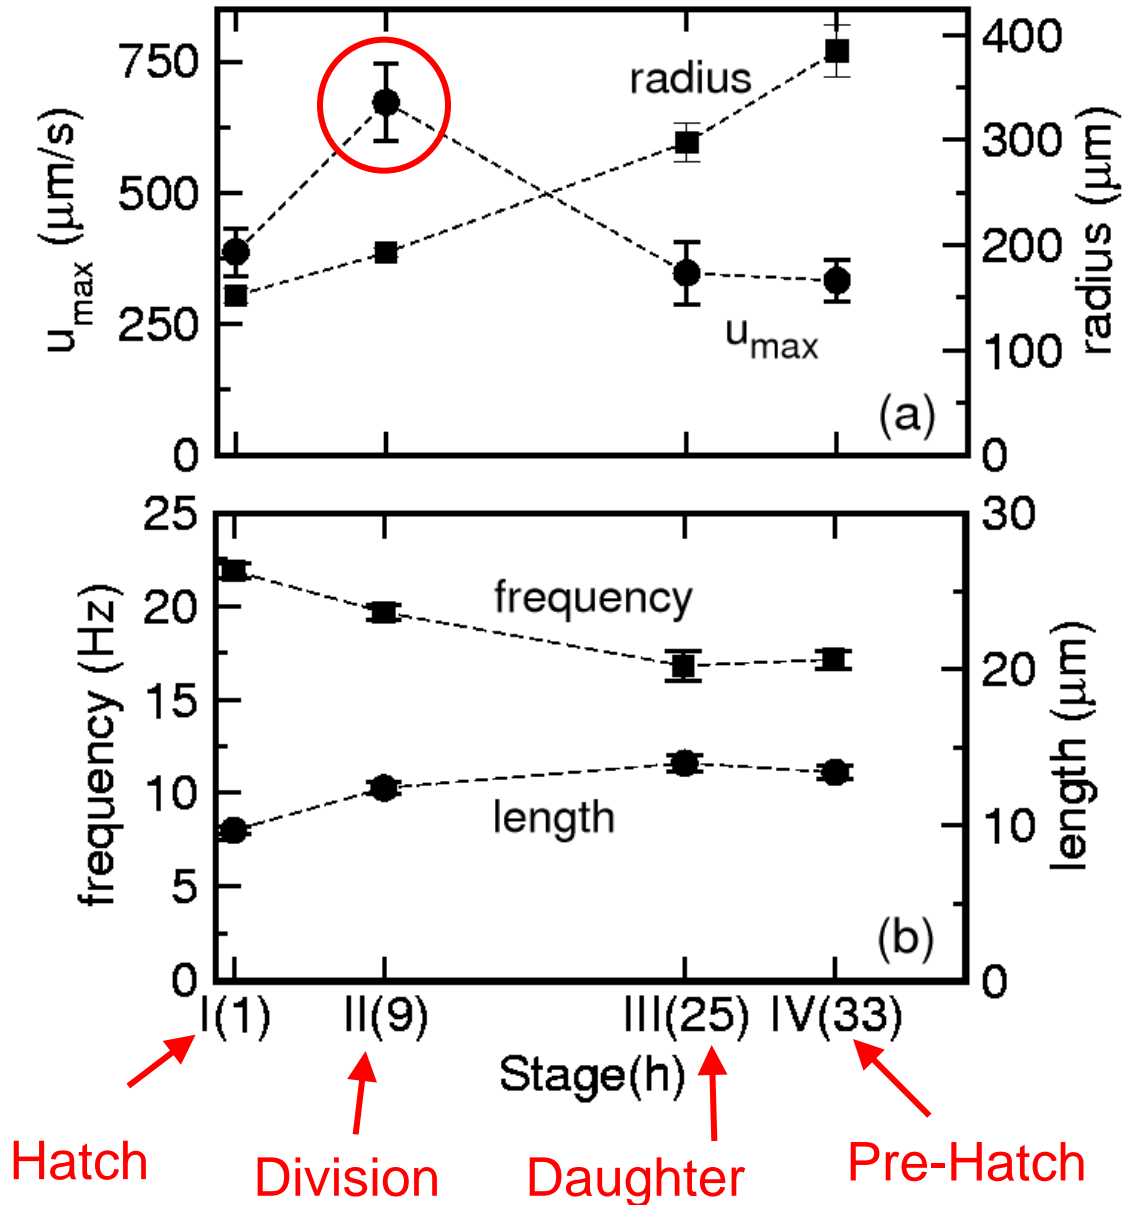 750
500
250
0
u_max (μm/s)
400
300
200
100
0
radius (μm)
radius
u_max
(a)
25
20
15
10
5
0
frequency (Hz)
30
20
10
0
length (μm)
frequency
length
(b)
I(1) II(9) III(25) IV(33)
Stage(h)
Hatch Division Daughter Pre-Hatch